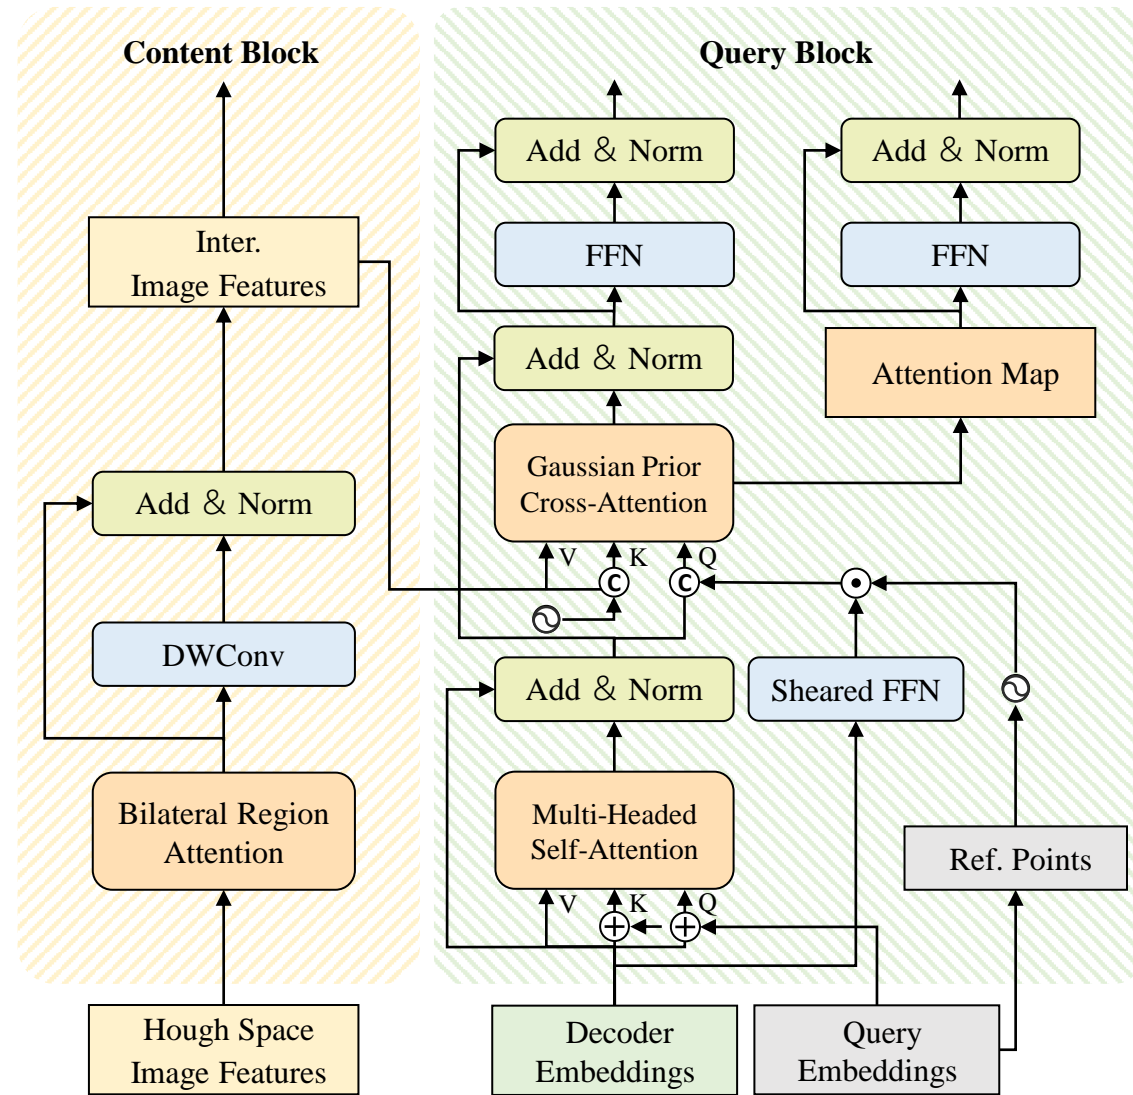 Content Block
Inter.
Image Features
Add & Norm
DWConv
Bilateral Region
Attention
Hough Space
Image Features
Query Block
Add & Norm
FFN
Add & Norm
Gaussian Prior
Cross-Attention
V K Q
C C
Add & Norm
Multi-Headed
Self-Attention
V K Q
Decoder
Embeddings
Add & Norm
FFN
Attention Map
Sheared FFN
Ref. Points
Query
Embeddings